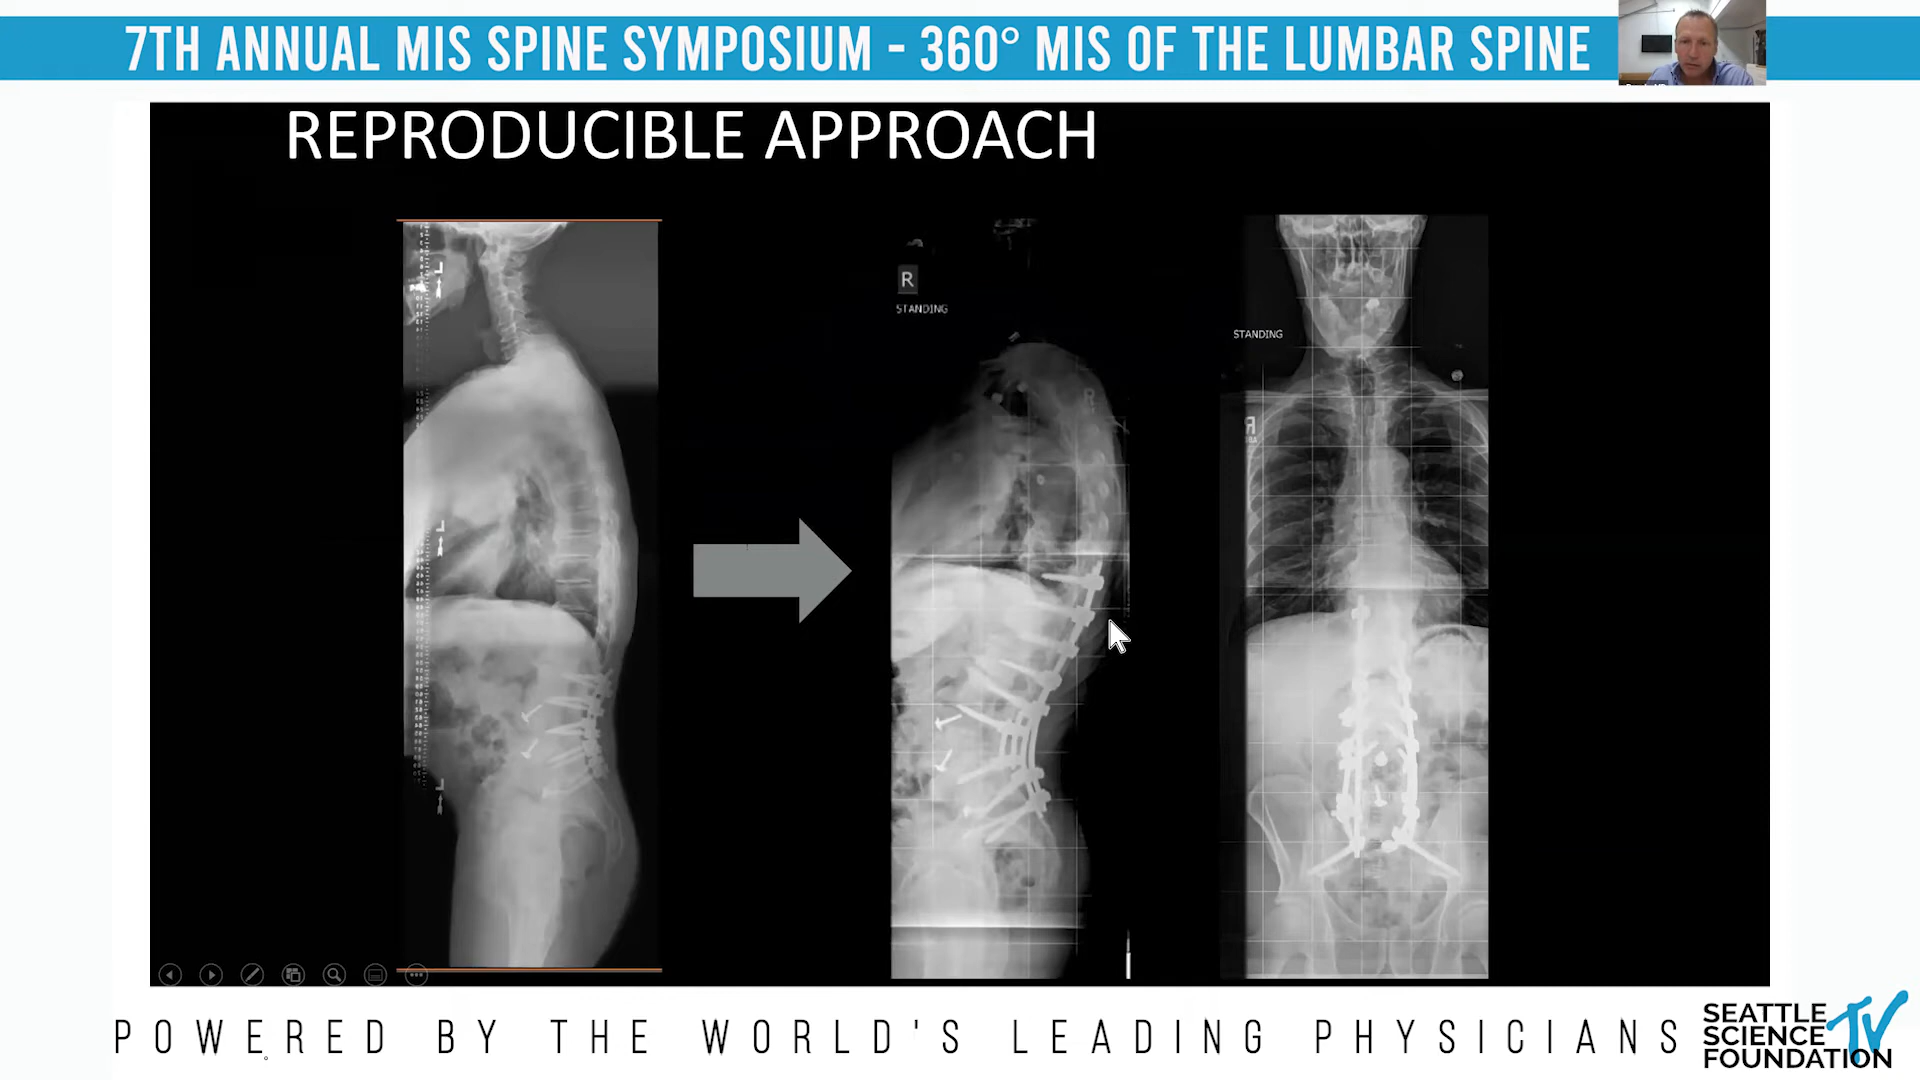 7TH ANNUAL MIS SPINE SYMPOSIUM - 360° MIS OF THE LUMBAR SPINE
REPRODUCIBLE APPROACH
L
R
STANDING
STANDING
R
R
L
L
POWERED BY THE WORLD'S LEADING PHYSICIANS
SEATTLE
SCIENCE
FOUNDATION
TV